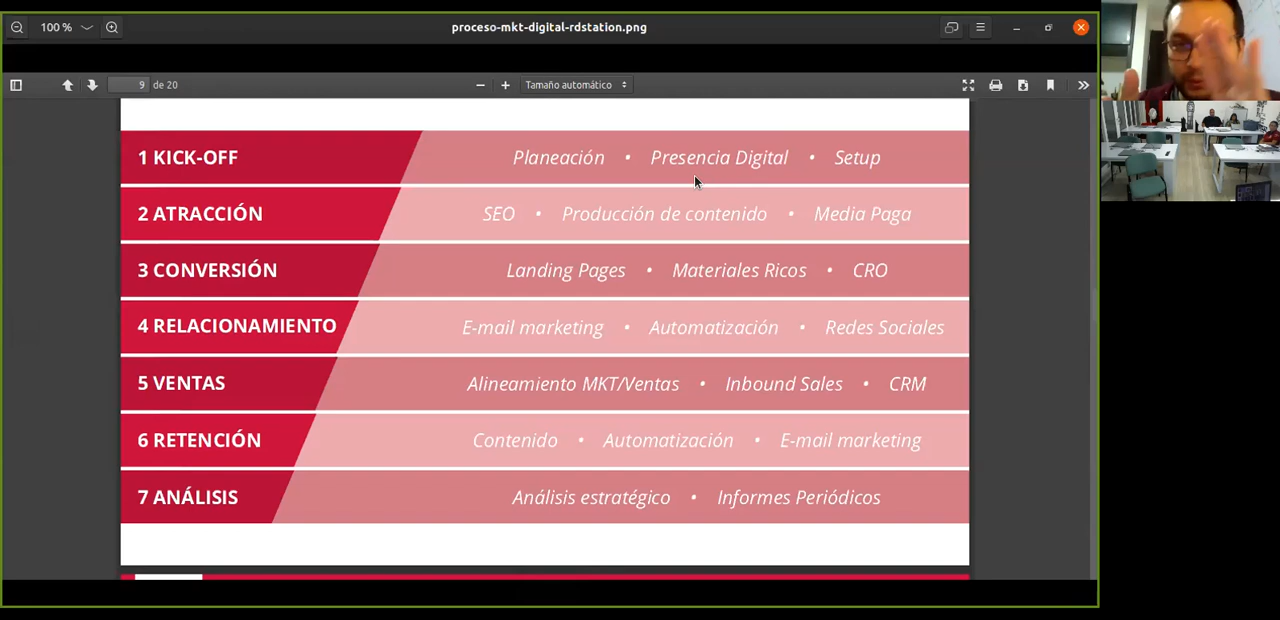 100 %
proceso-mkt-digital-rdstation.png
9 de 20
Tamaño automático
1 KICK-OFF Planeación • Presencia Digital • Setup
2 ATRACCIÓN SEO • Producción de contenido • Media Paga
3 CONVERSIÓN Landing Pages • Materiales Ricos • CRO
4 RELACIONAMIENTO E-mail marketing • Automatización • Redes Sociales
5 VENTAS Alineamiento MKT/Ventas • Inbound Sales • CRM
6 RETENCIÓN Contenido • Automatización • E-mail marketing
7 ANÁLISIS Análisis estratégico • Informes Periódicos